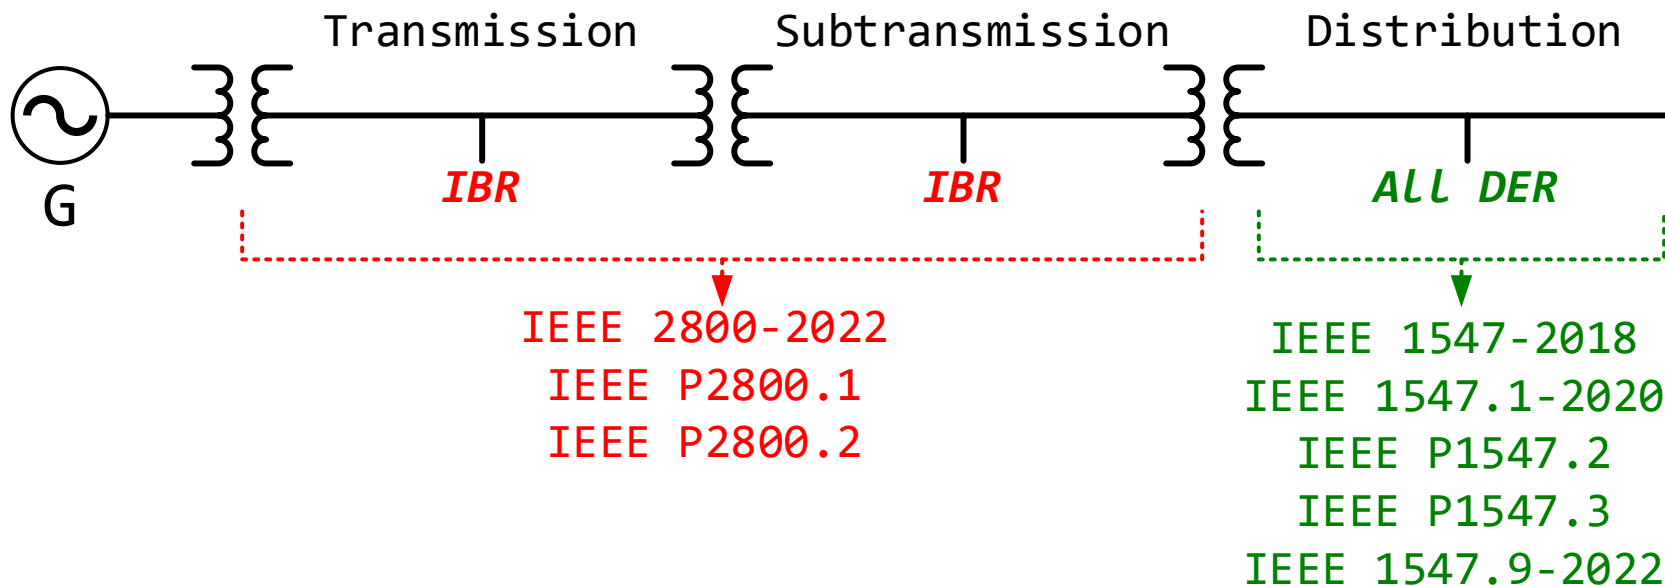 Transmission
Subtransmission
Distribution
G
IBR
IBR
All DER
IEEE 2800-2022
IEEE P2800.1
IEEE P2800.2
IEEE 1547-2018
IEEE 1547.1-2020
IEEE P1547.2
IEEE P1547.3
IEEE 1547.9-2022